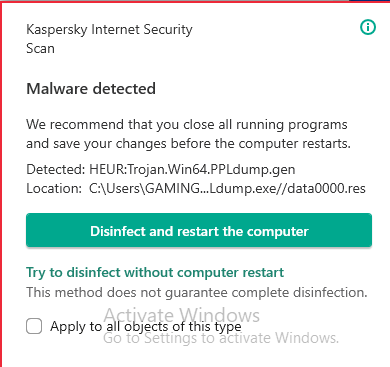 Kaspersky Internet Security
Scan
Malware detected
We recommend that you close all running programs
and save your changes before the computer restarts.
Detected: HEUR:Trojan.Win64.PPLdump.gen
Location: C:\Users\GAMING...Ldump.exe//data0000.res
Disinfect and restart the computer
Try to disinfect without computer restart
This method does not guarantee complete disinfection.
Apply to all objects of this type
Activate Windows
Go to Settings to activate Windows.